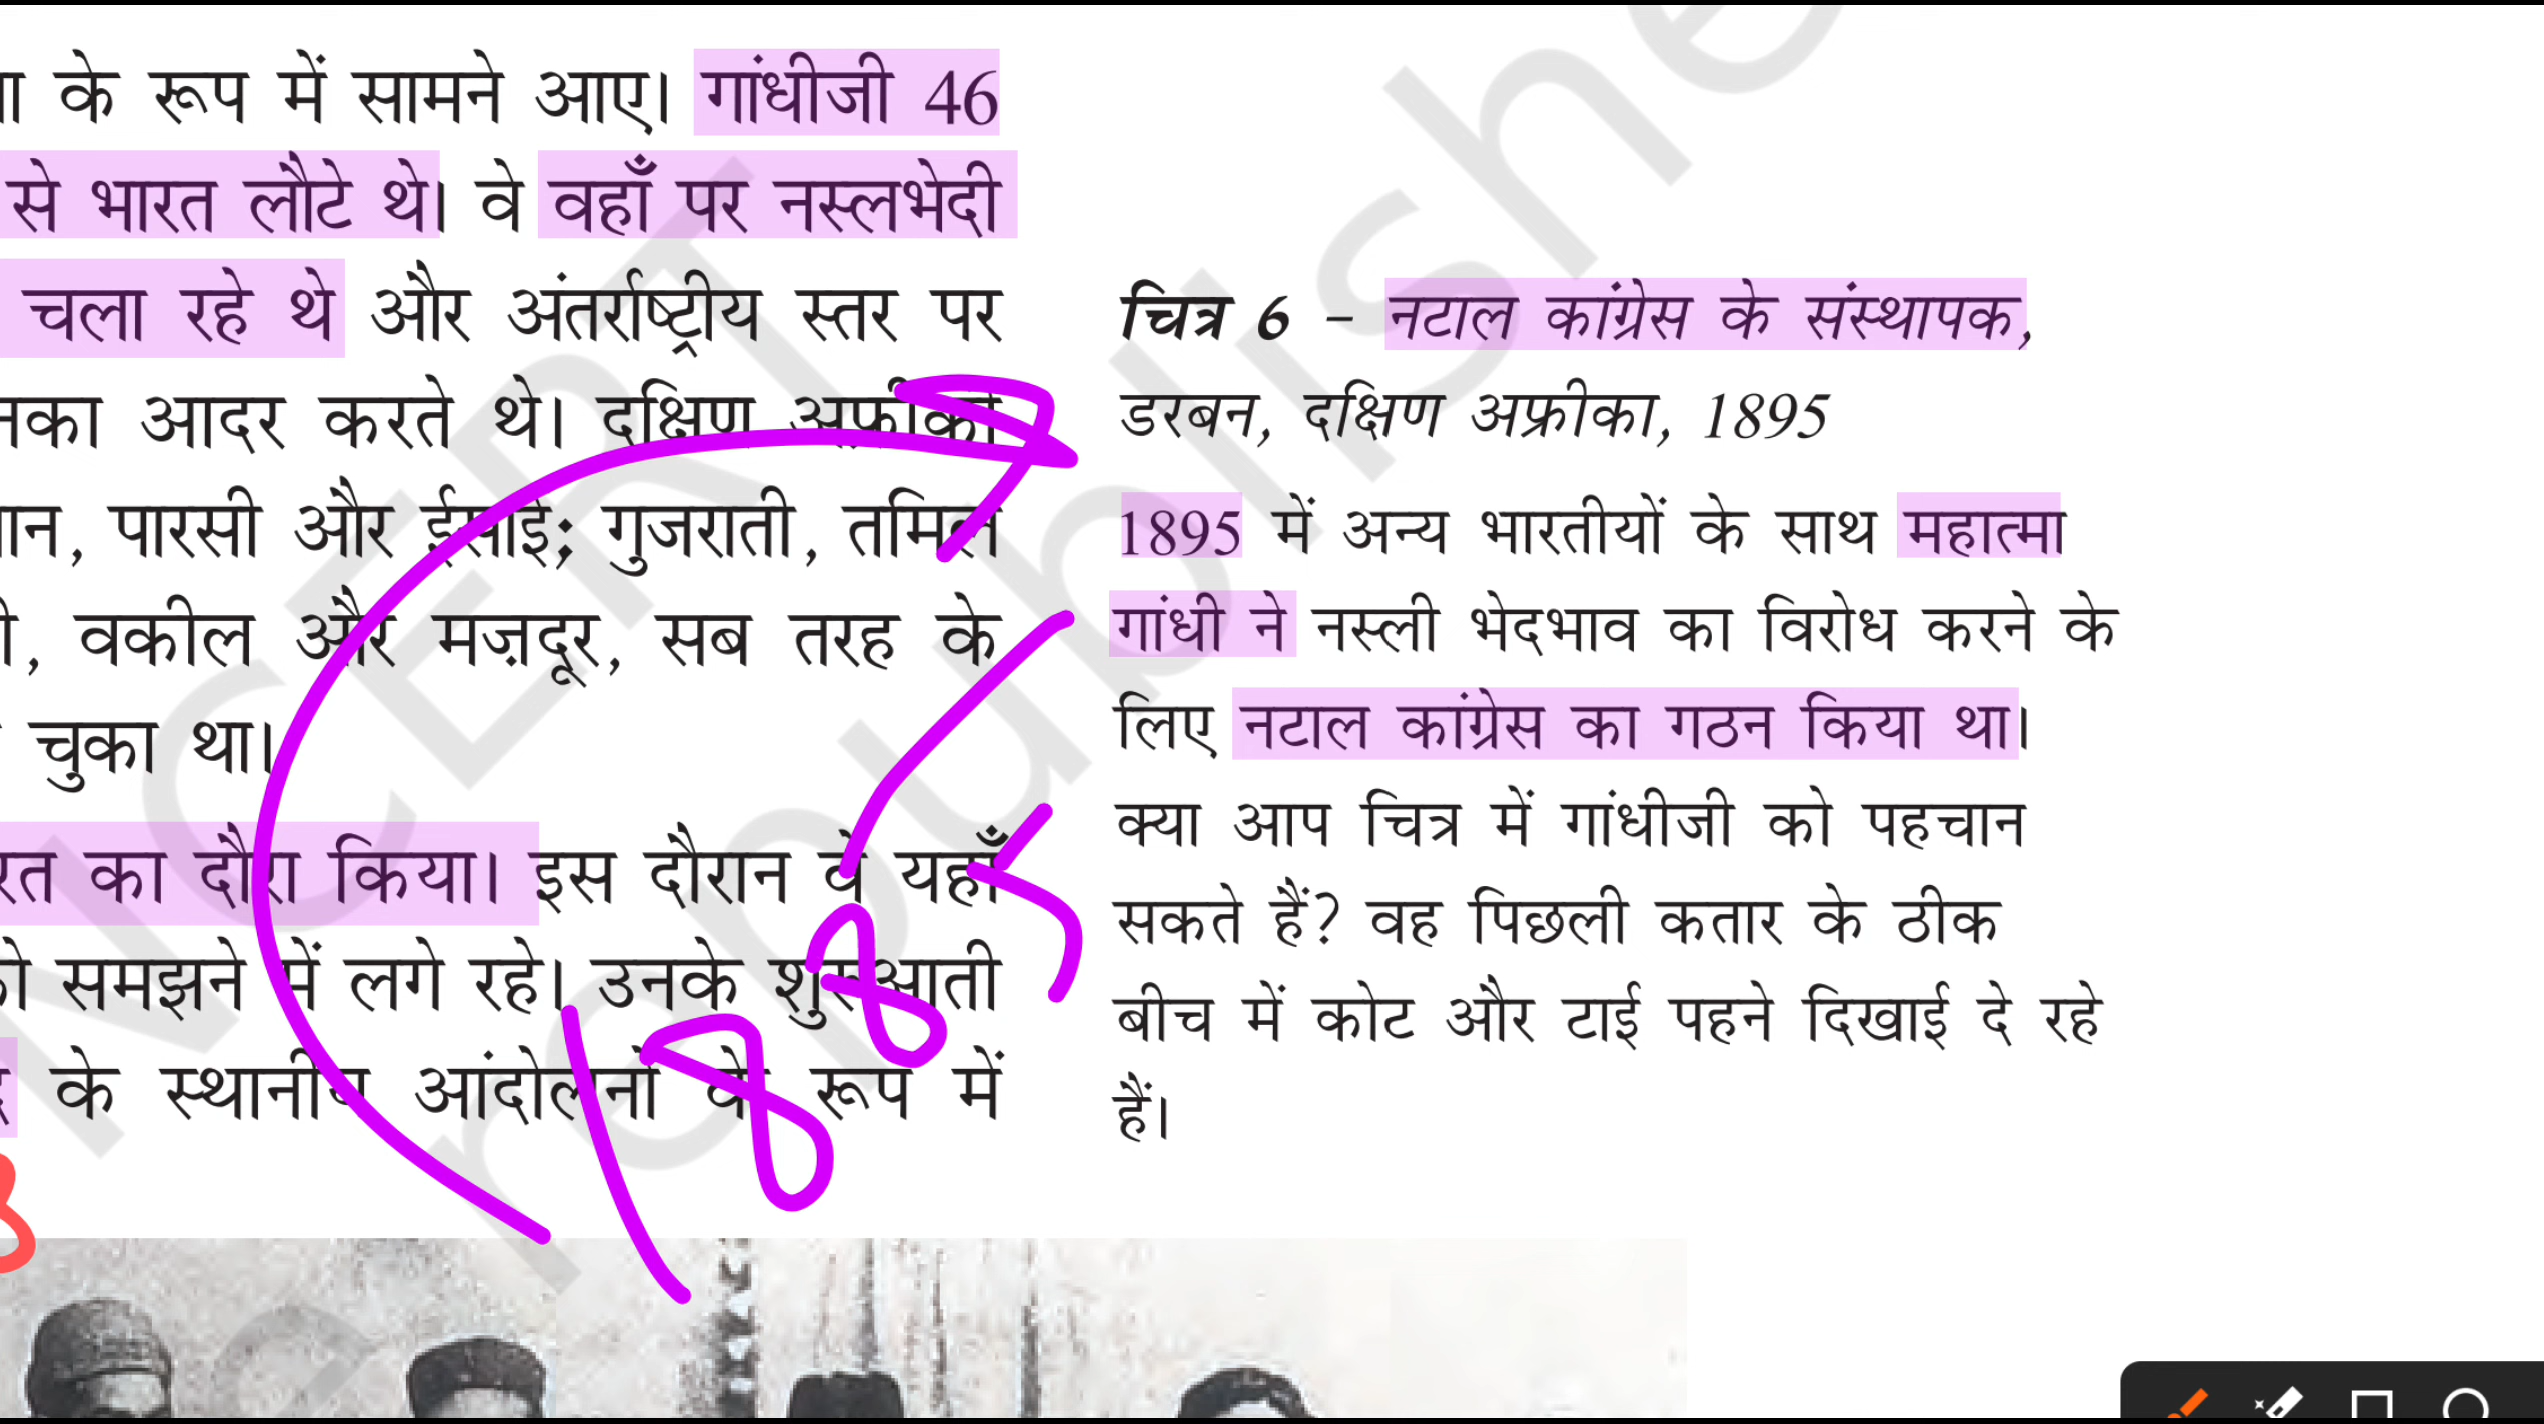 के रूप में सामने आए। गांधीजी 46
से भारत लौटे थे। वे वहाँ पर नस्लभेदी
चला रहे थे और अंतर्राष्ट्रीय स्तर पर
आदर करते थे। दक्षिण अफ्रीकी
पारसी और ईसाई; गुजराती, तमिल
वकील और मज़दूर, सब तरह के
चुका था।
का दौरा किया। इस दौरान वे यहाँ
समझने में लगे रहे। उनके शुरुआती
के स्थानीय आंदोलनों के रूप में
1885
चित्र 6 – नटाल कांग्रेस के संस्थापक,
डरबन, दक्षिण अफ्रीका, 1895
1895 में अन्य भारतीयों के साथ महात्मा
गांधी ने नस्ली भेदभाव का विरोध करने के
लिए नटाल कांग्रेस का गठन किया था।
क्या आप चित्र में गांधीजी को पहचान
सकते हैं? वह पिछली कतार के ठीक
बीच में कोट और टाई पहने दिखाई दे रहे
हैं।
NCERT
republishe